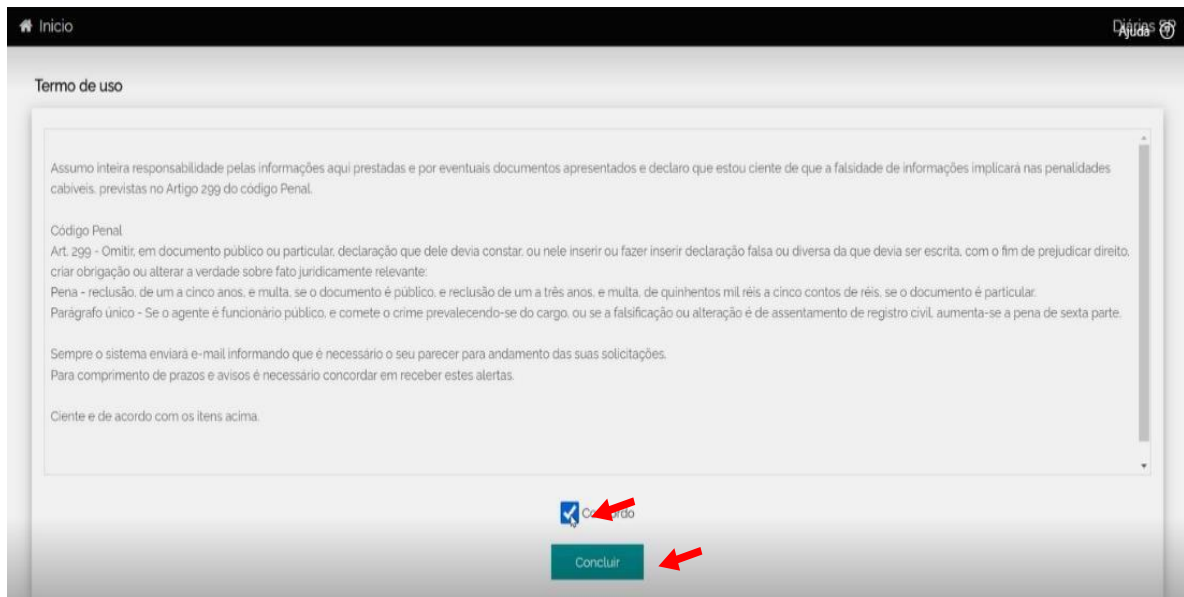 Inicio
Diárias SP
Ajuda
Termo de uso
Assumo inteira responsabilidade pelas informações aqui prestadas e por eventuais documentos apresentados e declaro que estou ciente de que a falsidade de informações implicará nas penalidades
cabíveis, previstas no Artigo 299 do código Penal.
Código Penal
Art. 299 - Omitir, em documento público ou particular, declaração que dele devia constar, ou nele inserir ou fazer inserir declaração falsa ou diversa da que devia ser escrita, com o fim de prejudicar direito,
criar obrigação ou alterar a verdade sobre fato juridicamente relevante:
Pena - reclusão, de um a cinco anos, e multa, se o documento é público, e reclusão de um a três anos, e multa, de quinhentos mil réis a cinco contos de réis, se o documento é particular.
Parágrafo único - Se o agente é funcionário público, e comete o crime prevalecendo-se do cargo, ou se a falsificação ou alteração é de assentamento de registro civil, aumenta-se a pena de sexta parte.
Sempre o sistema enviará e-mail informando que é necessário o seu parecer para andamento das suas solicitações.
Para comprimento de prazos e avisos é necessário concordar em receber estes alertas.
Ciente e de acordo com os itens acima.
Concordo
Concluir